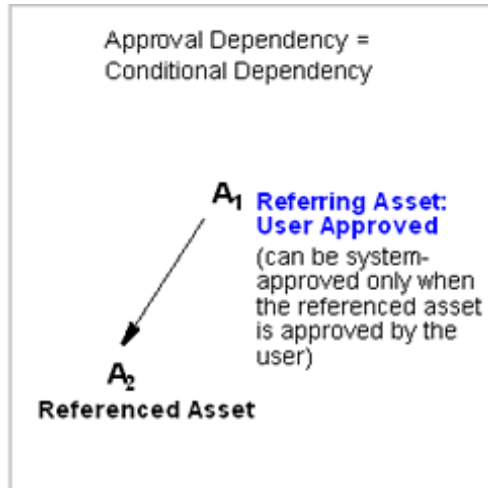 Approval Dependency =
Conditional Dependency
A1 Referring Asset:
User Approved
(can be system-
approved only when
the referenced asset
is approved by the
user)
A2
Referenced Asset